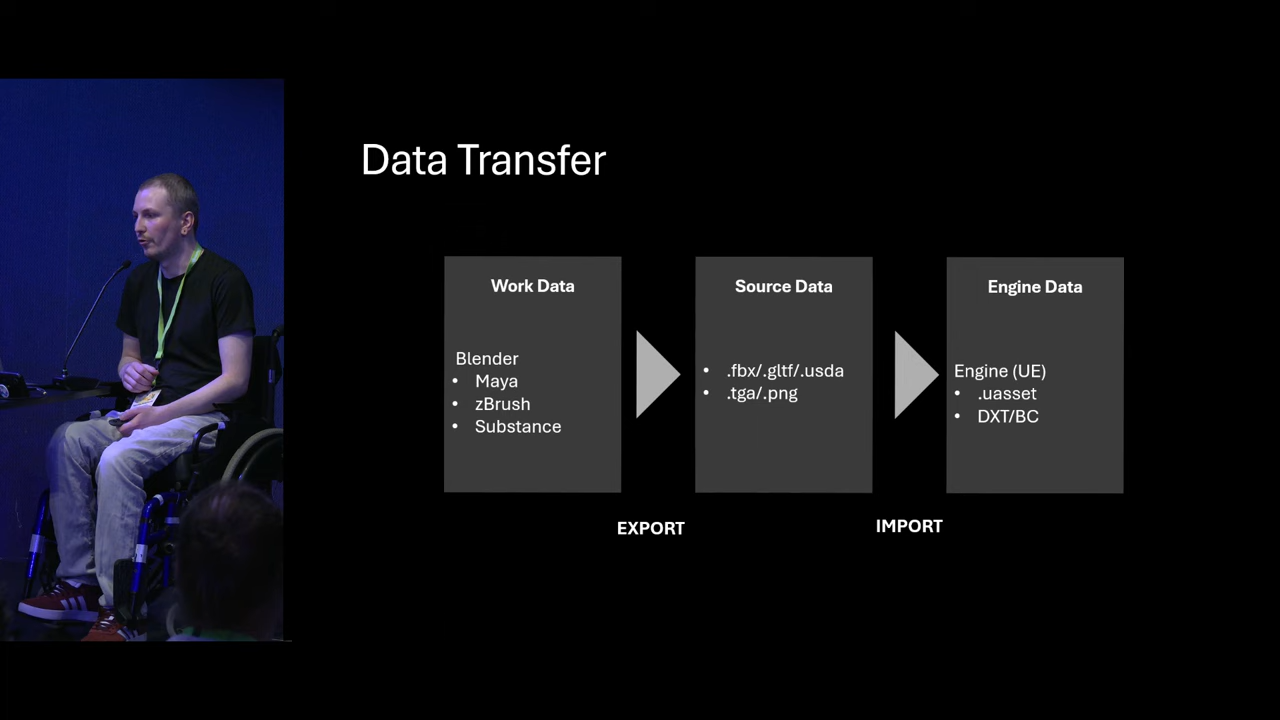 Data Transfer
Work Data
Blender
• Maya
• zBrush
• Substance
EXPORT
Source Data
• .fbx/.gltf/.usda
• .tga/.png
IMPORT
Engine Data
Engine (UE)
• .uasset
• DXT/BC